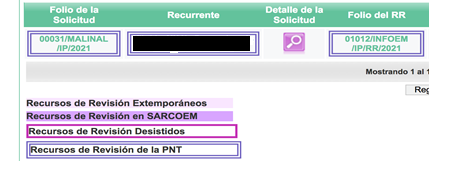 Folio de la Solicitud
Recurrente
Detalle de la Solicitud
Folio del RR
00031/MALINAL
/IP/2021
01012/INFOEM
/IP/RR/2021
Mostrando 1 al 1
Reg
Recursos de Revisión Extemporáneos
Recursos de Revisión en SARCOEM
Recursos de Revisión Desistidos
Recursos de Revisión de la PNT